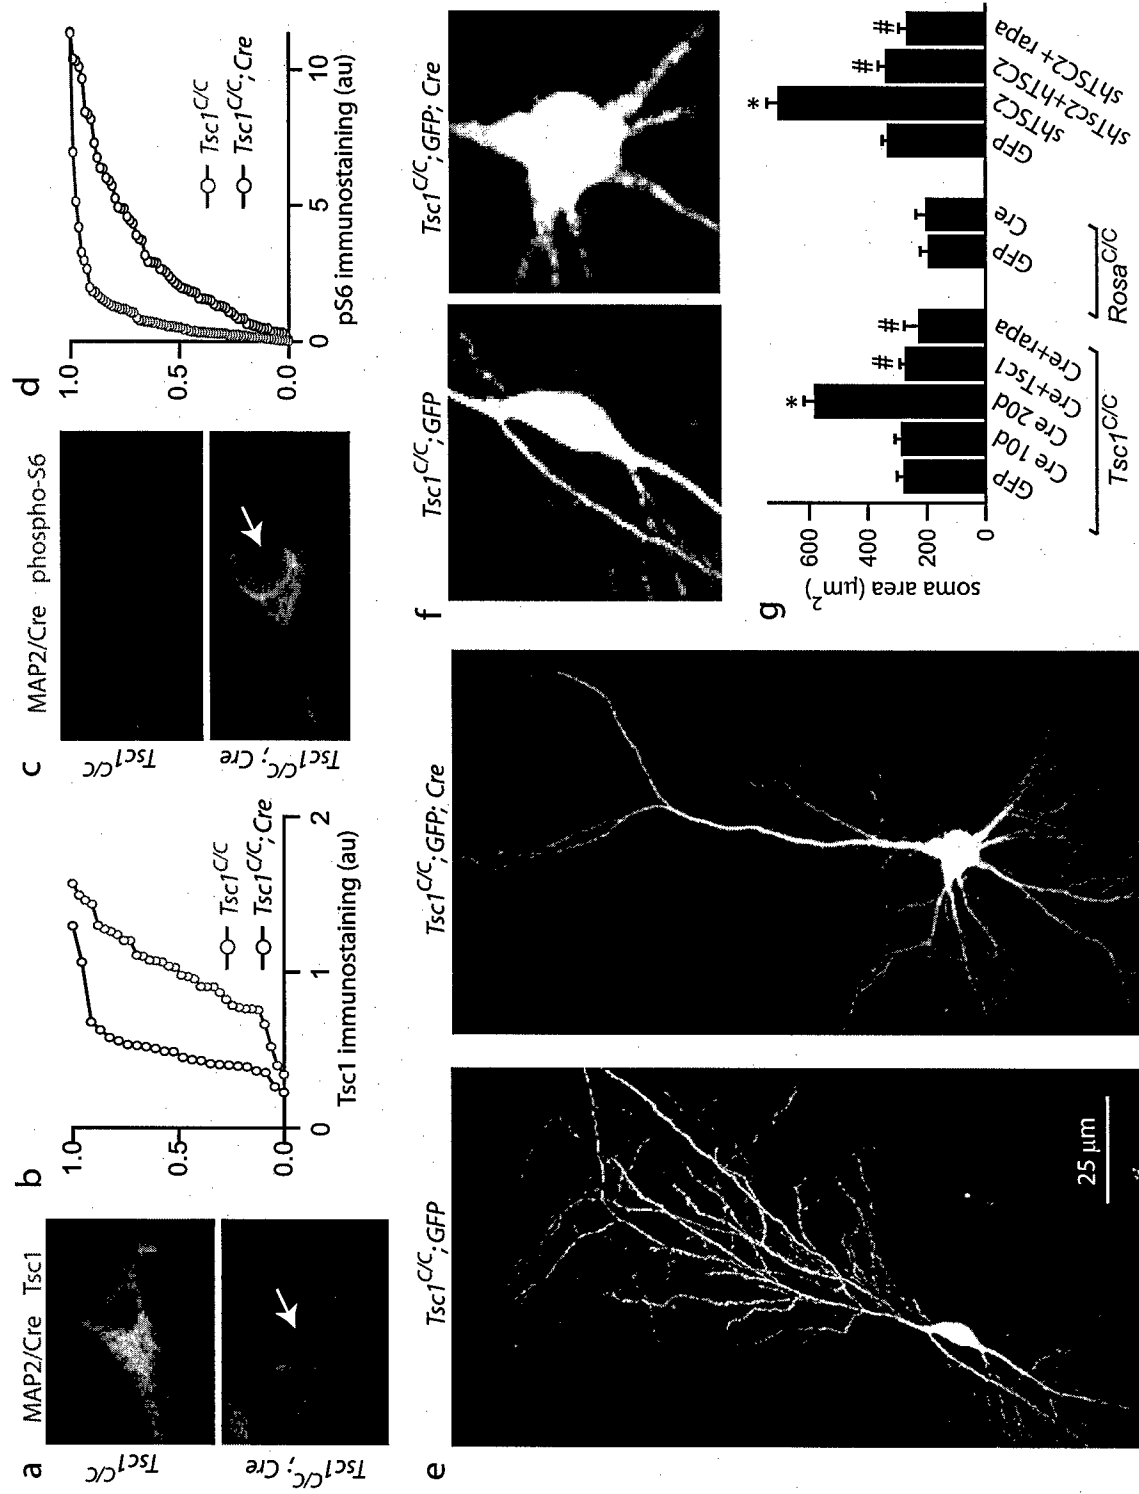 a
MAP2/Cre Tsc1
Tsc1C/C
Tsc1C/C; Cre
b
1.0
0.5
0.0
0
1
2
Tsc1 immunostaining (au)
Tsc1C/C
Tsc1C/C;Cre
c
MAP2/Cre phospho-S6
Tsc1C/C
Tsc1C/C; Cre
d
1.0
0.5
0.0
0
5
10
pS6 immunostaining (au)
Tsc1C/C
Tsc1C/C;Cre
e
Tsc1C/C;GFP
25 μm
Tsc1C/C;GFP; Cre
f
Tsc1C/C;GFP
Tsc1C/C;GFP; Cre
g
soma area (μm2)
600
400
200
0
*
#
#
*
#
#
GFP
Cre 10d
Cre 20d
Cre+Tsc1
Cre+rapa
GFP
Cre
GFP
shTSC2
shTsc2+hTSC2
shTSC2+ rapa
Tsc1C/C
RosaC/C